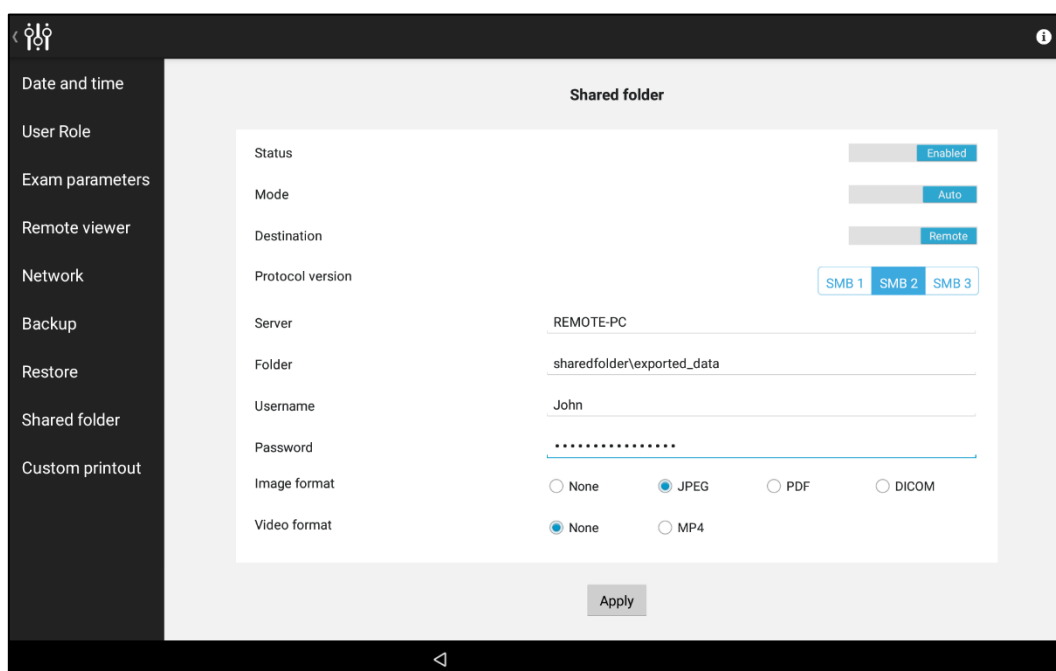 Date and time
User Role
Exam parameters
Remote viewer
Network
Backup
Restore
Shared folder
Custom printout
Shared folder
Status Enabled
Mode Auto
Destination Remote
Protocol version SMB 1 SMB 2 SMB 3
Server REMOTE-PC
Folder sharedfolder\exported_data
Username John
Password ••••••••••••••••
Image format None JPEG PDF DICOM
Video format None MP4
Apply